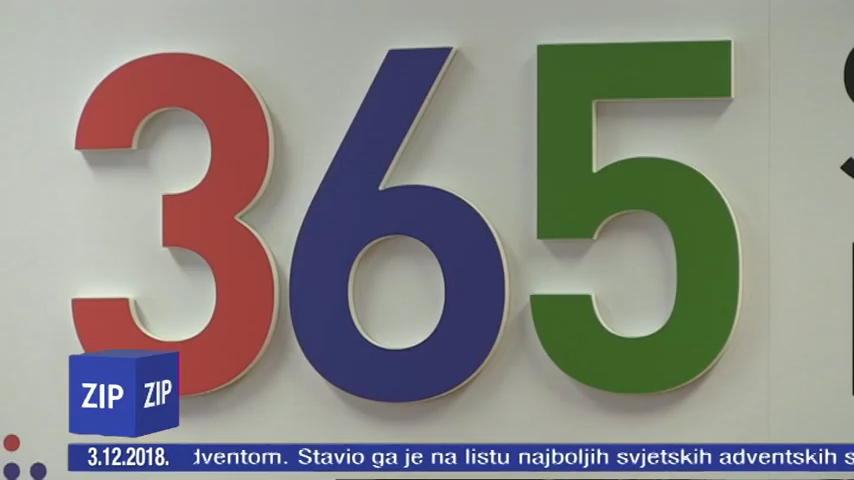 365
ZIP ZIP
3.12.2018. dventom. Stavio ga je na listu najboljih svjetskih adventskih s